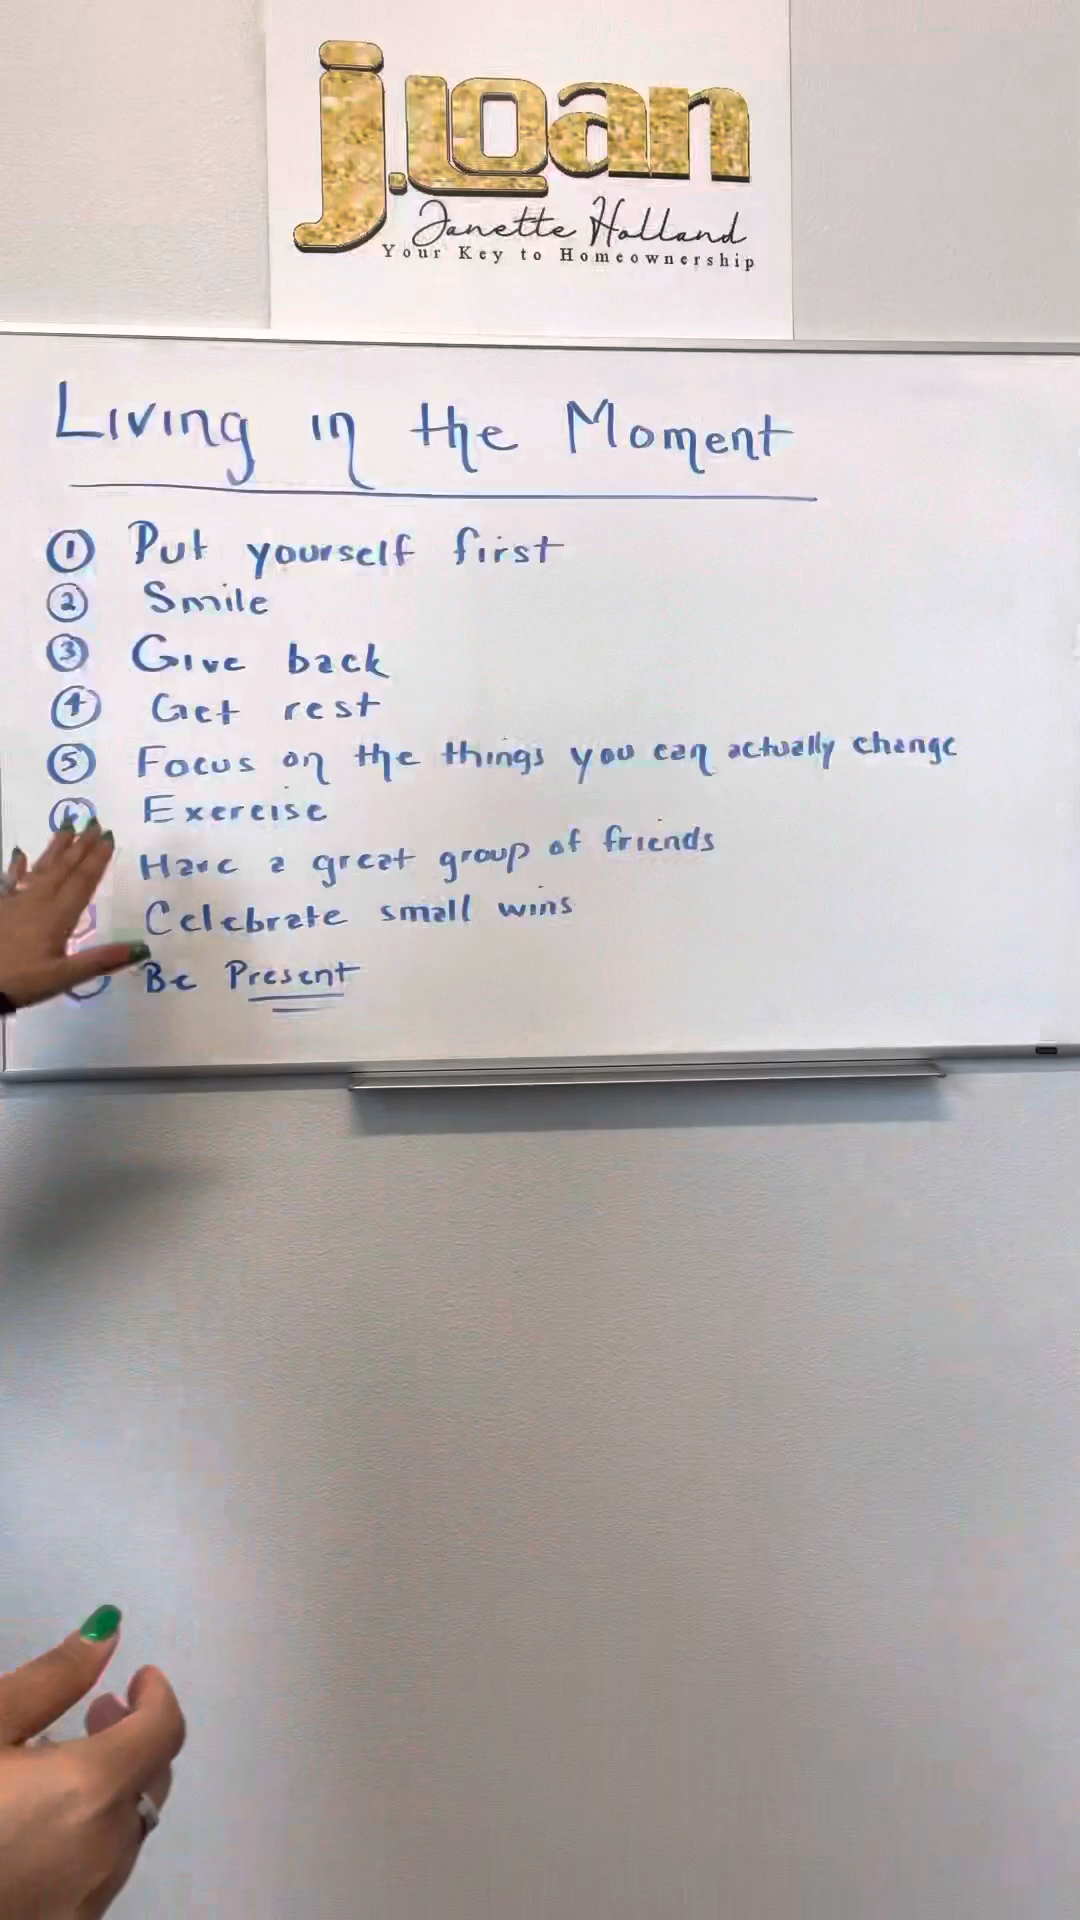 j.Loan
Janette Holland
Your Key to Homeownership
Living in the Moment
1 Put yourself first
2 Smile
3 Give back
4 Get rest
5 Focus on the things you can actually change
6 Exercise
Have a great group of friends
Celebrate small wins
Be Present